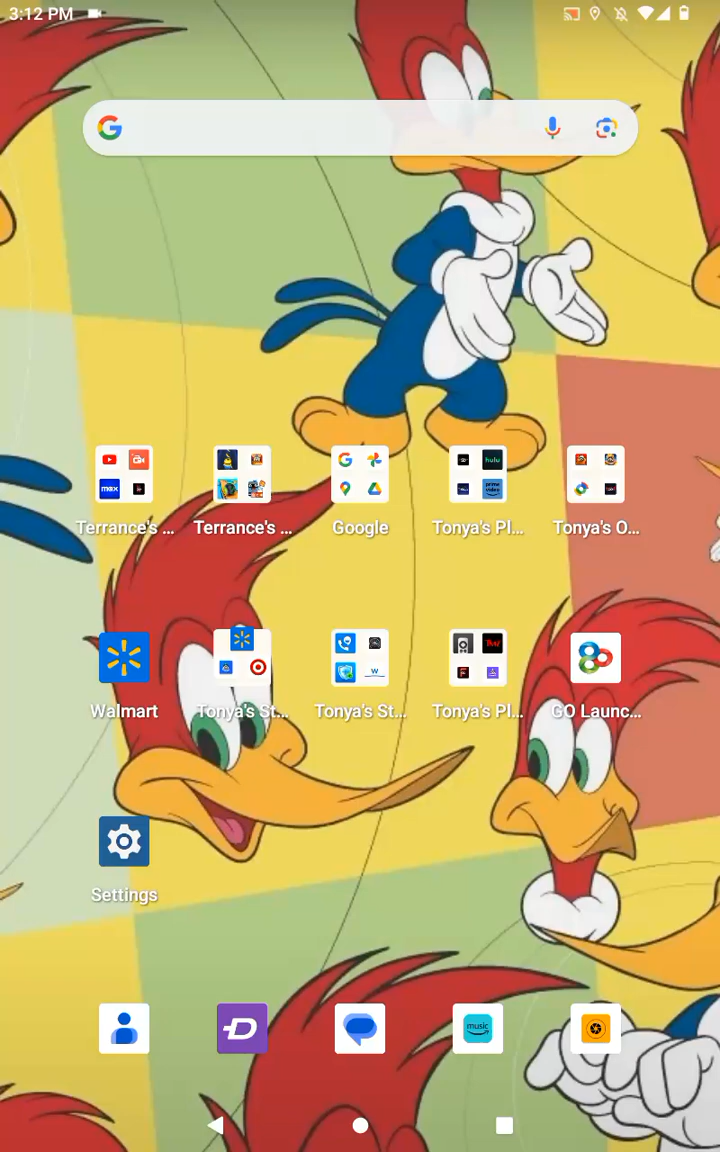 3:12 PM
Terrance's ... Terrance's ... Google Tonya's Pl... Tonya's O...
Walmart Tonya's St... Tonya's St... Tonya's Pl... GO Launc...
Settings
music